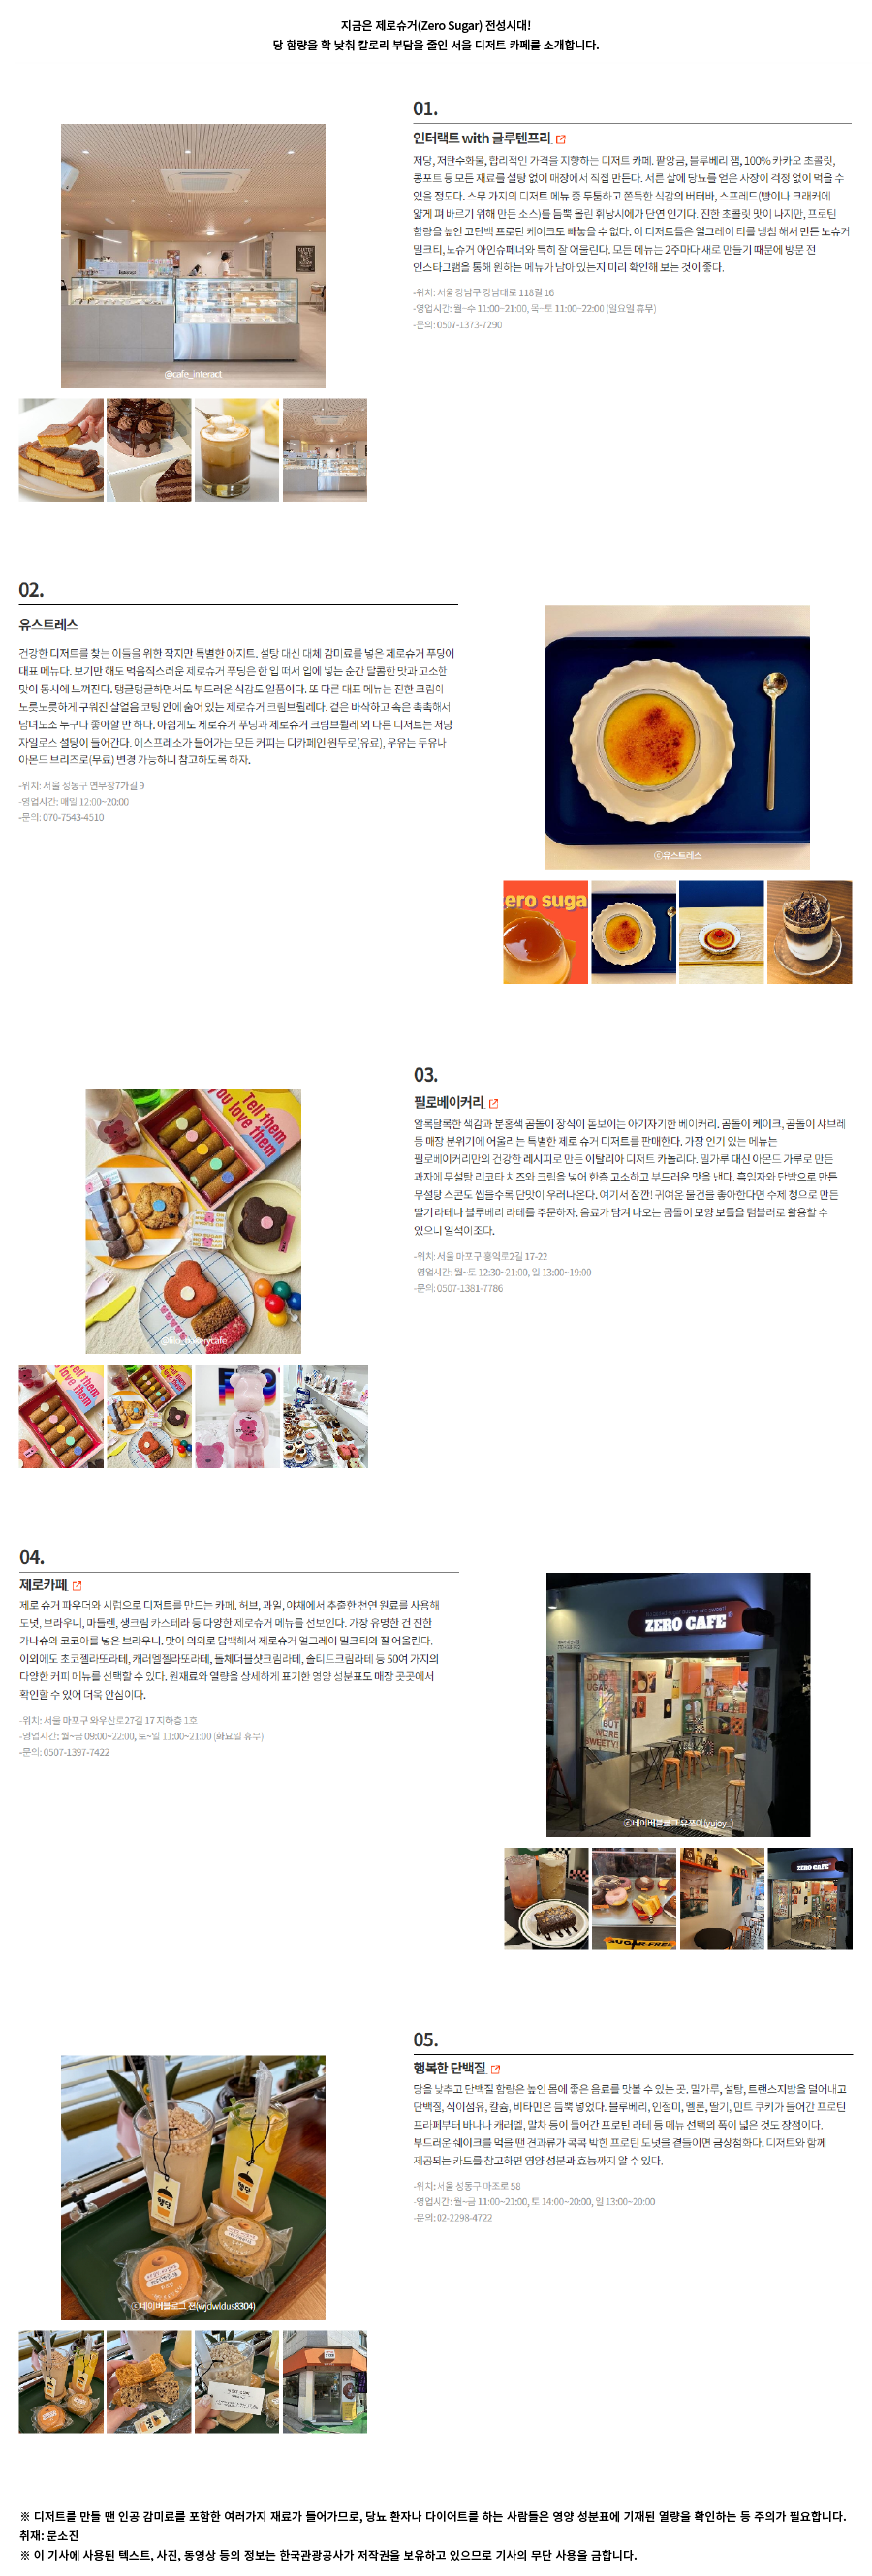 지금은 제로슈거(Zero Sugar) 전성시대!
당 함량을 확 낮춰 칼로리 부담을 줄인 서울 디저트 카페를 소개합니다.
01.
인터랙트 with 글루텐프리
저당, 저탄수화물, 합리적인 가격을 지향하는 디저트 카페. 팥앙금, 블루베리 잼, 100% 카카오 초콜릿,
콩포트 등 모든 재료를 설탕 없이 매장에서 직접 만든다. 서른 살에 당뇨를 얻은 사장이 걱정 없이 먹을 수
있을 정도다. 스무 가지의 디저트 메뉴 중 두툼하고 쫀득한 식감의 버터바, 스프레드(빵이나 크래커에
얇게 펴 바르기 위해 만든 소스)를 듬뿍 올린 휘낭시에가 단연 인기다. 진한 초콜릿 맛이 나지만, 프로틴
함량을 높인 고단백 프로틴 케이크도 빼놓을 수 없다. 이 디저트들은 얼그레이 티를 냉침 해서 만든 노슈거
밀크티, 노슈거 아인슈페너와 특히 잘 어울린다. 모든 메뉴는 2주마다 새로 만들기 때문에 방문 전
인스타그램을 통해 원하는 메뉴가 남아 있는지 미리 확인해 보는 것이 좋다.
-위치: 서울 강남구 강남대로 118길 16
-영업시간: 월~수 11:00~21:00, 목~토 11:00~22:00 (일요일 휴무)
-문의: 0507-1373-7290
@cafe_interact
02.
유스트레스
건강한 디저트를 찾는 이들을 위한 작지만 특별한 아지트. 설탕 대신 대체 감미료를 넣은 제로슈거 푸딩이
대표 메뉴다. 보기만 해도 먹음직스러운 제로슈거 푸딩은 한 입 떠서 입에 넣는 순간 달콤한 맛과 고소한
맛이 동시에 느껴진다. 탱글탱글하면서도 부드러운 식감도 일품이다. 또 다른 대표 메뉴는 진한 크림이
노릇노릇하게 구워진 살얼음 코팅 안에 숨어 있는 제로슈거 크림브륄레다. 겉은 바삭하고 속은 촉촉해서
남녀노소 누구나 좋아할 만 하다. 아쉽게도 제로슈거 푸딩과 제로슈거 크림브륄레 외 다른 디저트는 저당
자일로스 설탕이 들어간다. 에스프레소가 들어가는 모든 커피는 디카페인 원두로(유료), 우유는 두유나
아몬드 브리즈로(무료) 변경 가능하니 참고하도록 하자.
-위치: 서울 성동구 연무장7가길 9
-영업시간: 매일 12:00~20:00
-문의: 070-7543-4510
ⓒ유스트레스
ero suga
03.
필로베이커리
알록달록한 색감과 분홍색 곰돌이 장식이 돋보이는 아기자기한 베이커리. 곰돌이 케이크, 곰돌이 샤브레
등 매장 분위기에 어울리는 특별한 제로 슈거 디저트를 판매한다. 가장 인기 있는 메뉴는
필로베이커리만의 건강한 레시피로 만든 이탈리아 디저트 카놀리다. 밀가루 대신 아몬드 가루로 만든
과자에 무설탕 리코타 치즈와 크림을 넣어 한층 고소하고 부드러운 맛을 낸다. 흑임자와 단밤으로 만든
무설탕 스콘도 씹을수록 단맛이 우러나온다. 여기서 잠깐! 귀여운 물건을 좋아한다면 수제 청으로 만든
딸기 라테나 블루베리 라테를 주문하자. 음료가 담겨 나오는 곰돌이 모양 보틀을 텀블러로 활용할 수
있으니 일석이조다.
-위치: 서울 마포구 홍익로2길 17-22
-영업시간: 월~토 12:30~21:00, 일 13:00~19:00
-문의: 0507-1381-7786
Tell them
you love them
04.
제로카페
제로 슈거 파우더와 시럽으로 디저트를 만드는 카페. 허브, 과일, 야채에서 추출한 천연 원료를 사용해
도넛, 브라우니, 마들렌, 생크림 카스테라 등 다양한 제로슈거 메뉴를 선보인다. 가장 유명한 건 진한
가나슈와 코코아를 넣은 브라우니. 맛이 의외로 담백해서 제로슈거 얼그레이 밀크티와 잘 어울린다.
이외에도 초코젤라또라테, 캐러멜젤라또라테, 돌체더블샷크림라테, 솔티드크림라테 등 50여 가지의
다양한 커피 메뉴를 선택할 수 있다. 원재료와 열량을 상세하게 표기한 영양 성분표도 매장 곳곳에서
확인할 수 있어 더욱 안심이다.
-위치: 서울 마포구 와우산로27길 17 지하층 1호
-영업시간: 월~금 09:00~22:00, 토~일 11:00~21:00 (화요일 휴무)
-문의: 0507-1397-7422
ZERO CAFE
BUT
WE'RE
SWEETY!
ZERO CAFE
SUGAR-FREE
05.
행복한 단백질
당을 낮추고 단백질 함량은 높인 몸에 좋은 음료를 맛볼 수 있는 곳. 밀가루, 설탕, 트랜스지방을 덜어내고
단백질, 식이섬유, 칼슘, 비타민은 듬뿍 넣었다. 블루베리, 인절미, 멜론, 딸기, 민트 쿠키가 들어간 프로틴
프라페부터 바나나 캐러멜, 말차 등이 들어간 프로틴 라테 등 메뉴 선택의 폭이 넓은 것도 장점이다.
부드러운 쉐이크를 먹을 땐 견과류가 콕콕 박힌 프로틴 도넛을 곁들이면 금상첨화다. 디저트와 함께
제공되는 카드를 참고하면 영양 성분과 효능까지 알 수 있다.
-위치: 서울 성동구 마조로 58
-영업시간: 월~금 11:00~21:00, 토 14:00~20:00, 일 13:00~20:00
-문의: 02-2298-4722
행단
ⓒ네이버블로그 전(wjdwldus8304)
※ 디저트를 만들 땐 인공 감미료를 포함한 여러가지 재료가 들어가므로, 당뇨 환자나 다이어트를 하는 사람들은 영양 성분표에 기재된 열량을 확인하는 등 주의가 필요합니다.
취재: 문소진
※ 이 기사에 사용된 텍스트, 사진, 동영상 등의 정보는 한국관광공사가 저작권을 보유하고 있으므로 기사의 무단 사용을 금합니다.